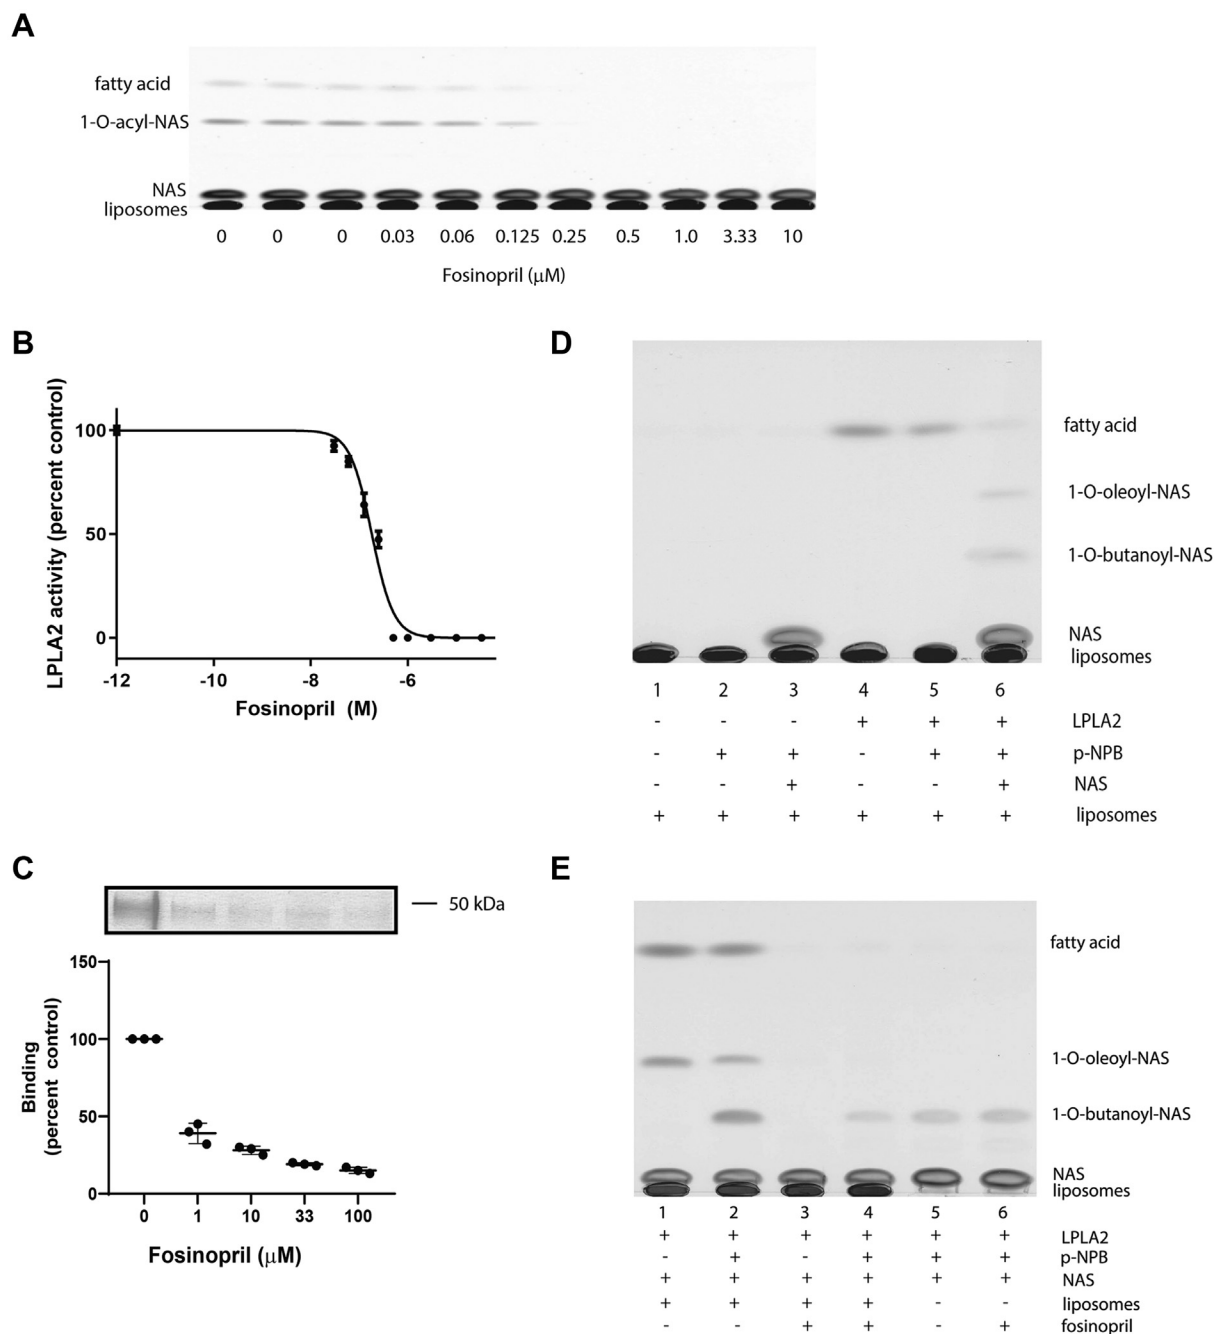 A
fatty acid
1-O-acyl-NAS
NAS
liposomes
0 0 0 0.03 0.06 0.125 0.25 0.5 1.0 3.33 10
Fosinopril (μM)
B
LPLA2 activity (percent control)
100
50
0
-12 -10 -8 -6
Fosinopril (M)
C
50 kDa
Binding
(percent control)
150
100
50
0
0 1 10 33 100
Fosinopril (μM)
D
fatty acid
1-O-oleoyl-NAS
1-O-butanoyl-NAS
NAS
liposomes
1 2 3 4 5 6
- - - + + + LPLA2
- + + - + + p-NPB
- - + - - + NAS
+ + + + + + liposomes
E
fatty acid
1-O-oleoyl-NAS
1-O-butanoyl-NAS
NAS
liposomes
1 2 3 4 5 6
+ + + + + + LPLA2
- + - + + + p-NPB
+ + + + + + NAS
+ + + + - - liposomes
- - + + - + fosinopril